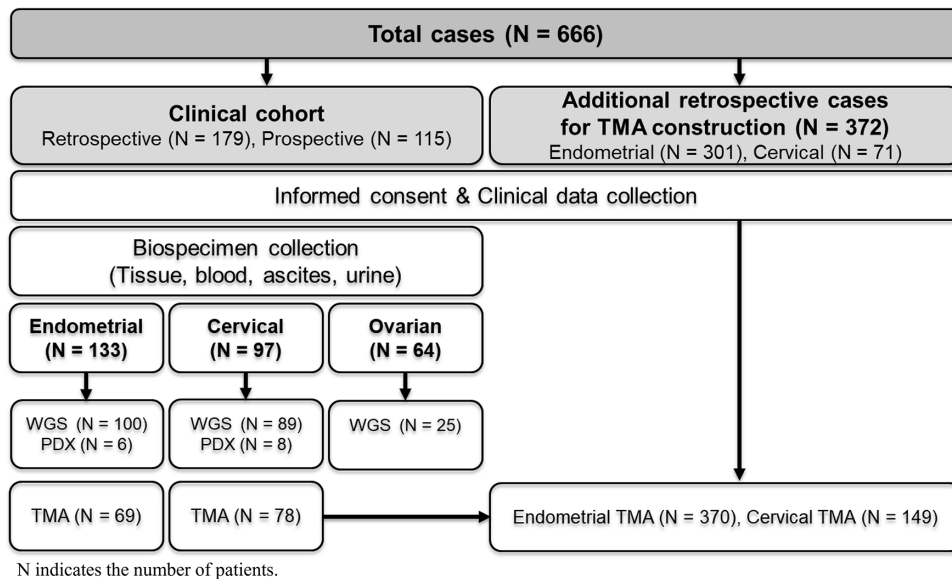 Total cases (N = 666)
Clinical cohort
Retrospective (N = 179), Prospective (N = 115)
Additional retrospective cases
for TMA construction (N = 372)
Endometrial (N = 301), Cervical (N = 71)
Informed consent & Clinical data collection
Biospecimen collection
(Tissue, blood, ascites, urine)
Endometrial
(N = 133)
Cervical
(N = 97)
Ovarian
(N = 64)
WGS (N = 100)
PDX (N = 6)
WGS (N = 89)
PDX (N = 8)
WGS (N = 25)
TMA (N = 69)
TMA (N = 78)
Endometrial TMA (N = 370), Cervical TMA (N = 149)
N indicates the number of patients.